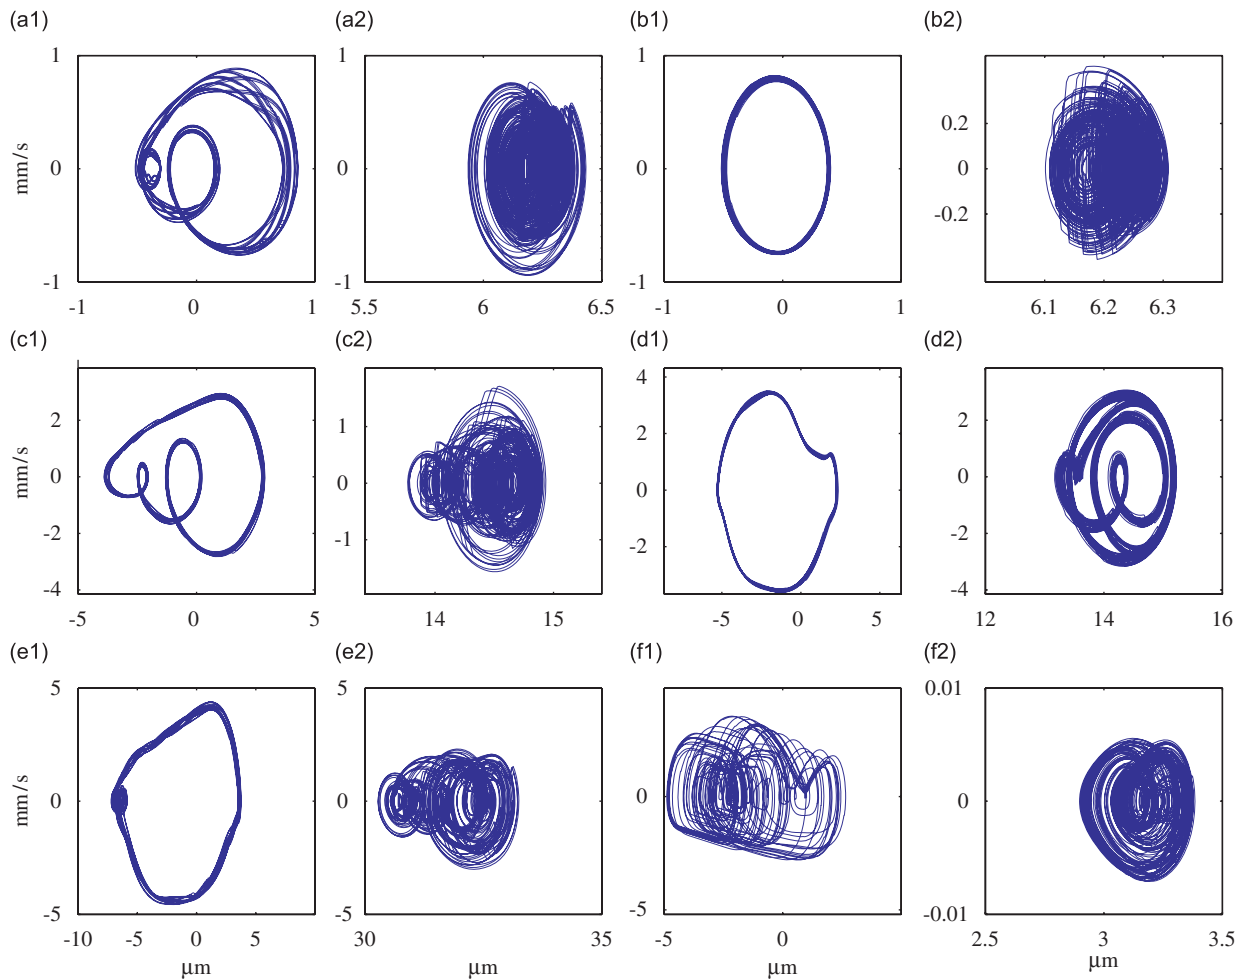 (a1) (a2) (b1) (b2)
1 1 1
mm/s 0 0 0 0.2 0 -0.2
-1 -1 -1
-1 0 1 5.5 6 6.5 -1 0 1 6.1 6.2 6.3
(c1) (c2) (d1) (d2)
mm/s 2 0 -2 -4 1 0 -1 4 2 0 -2 2 0 -2 -4
-5 0 5 14 15 -5 0 5 12 14 16
(e1) (e2) (f1) (f2)
5 5 0.01
mm/s 0 0 0 0
-5 -5 -5 -0.01
-10 -5 0 5 30 35 -5 0 2.5 3 3.5
μm μm μm μm